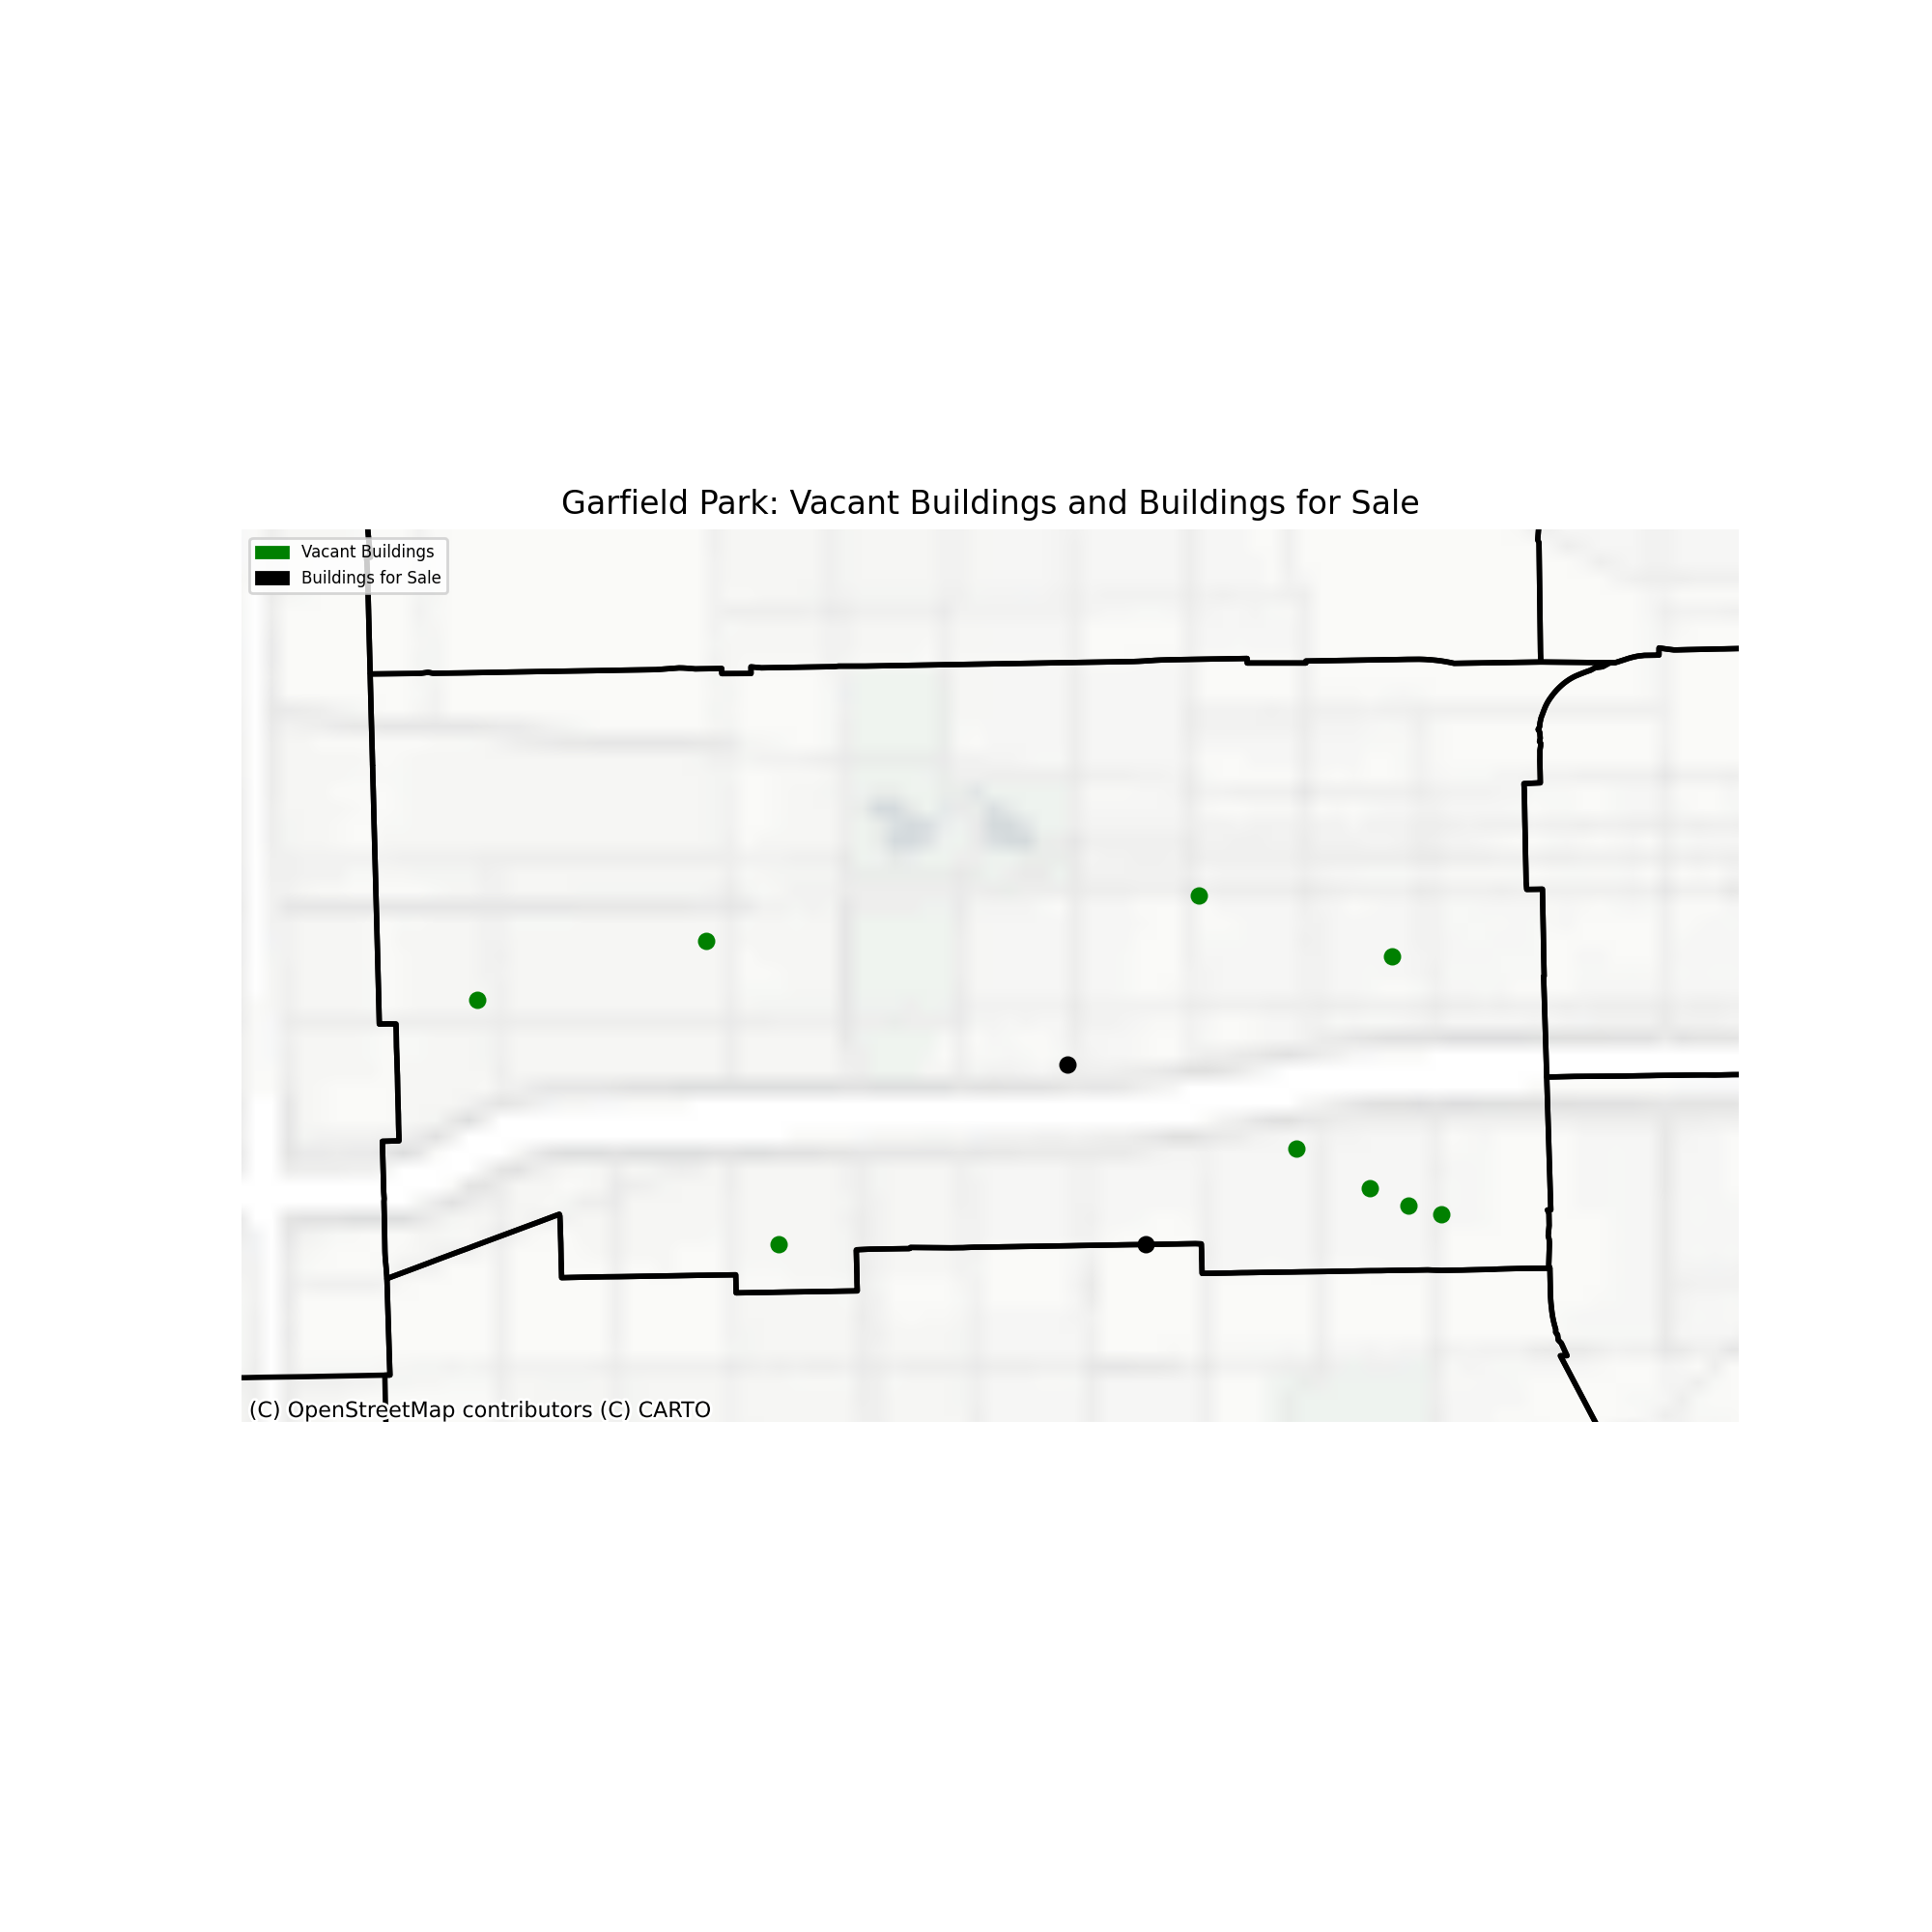 Garfield Park: Vacant Buildings and Buildings for Sale
Vacant Buildings
Buildings for Sale
(C) OpenStreetMap contributors (C) CARTO